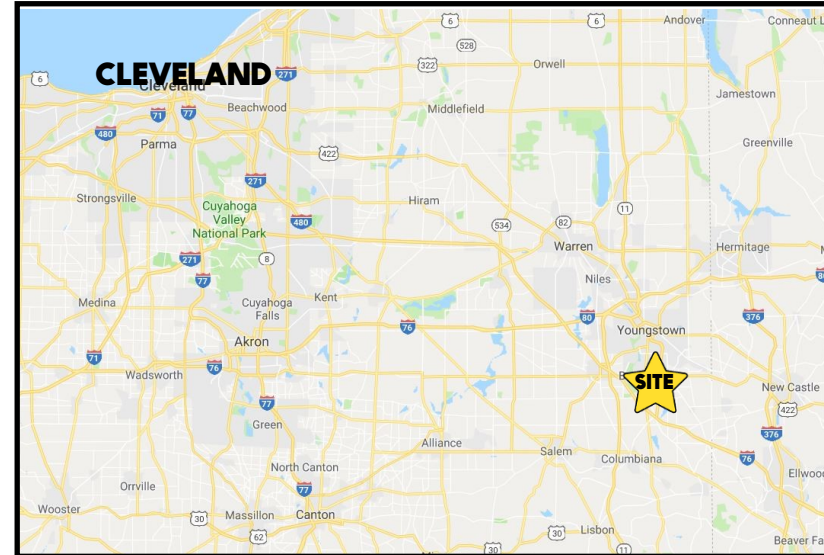 6
6
Andover
Conneaut L
528
322
Orwell
CLEVELAND
271
6
Cleveland
Jamestown
Beachwood
Middlefield
71
77
480
Parma
Greenville
422
271
Strongsville
Hiram
Cuyahoga
Valley
National Park
480
11
534
82
Warren
Hermitage
271
8
77
Niles
80
Medina
Cuyahoga
Falls
Kent
76
80
376
Youngstown
Akron
71
76
Wadsworth
B
SITE
New Castle
77
422
Green
376
Alliance
Salem
Columbiana
76
North Canton
Ellwood
Orrville
77
Wooster
30
Massillon
Canton
62
30
Lisbon
30
11
Beaver Fa